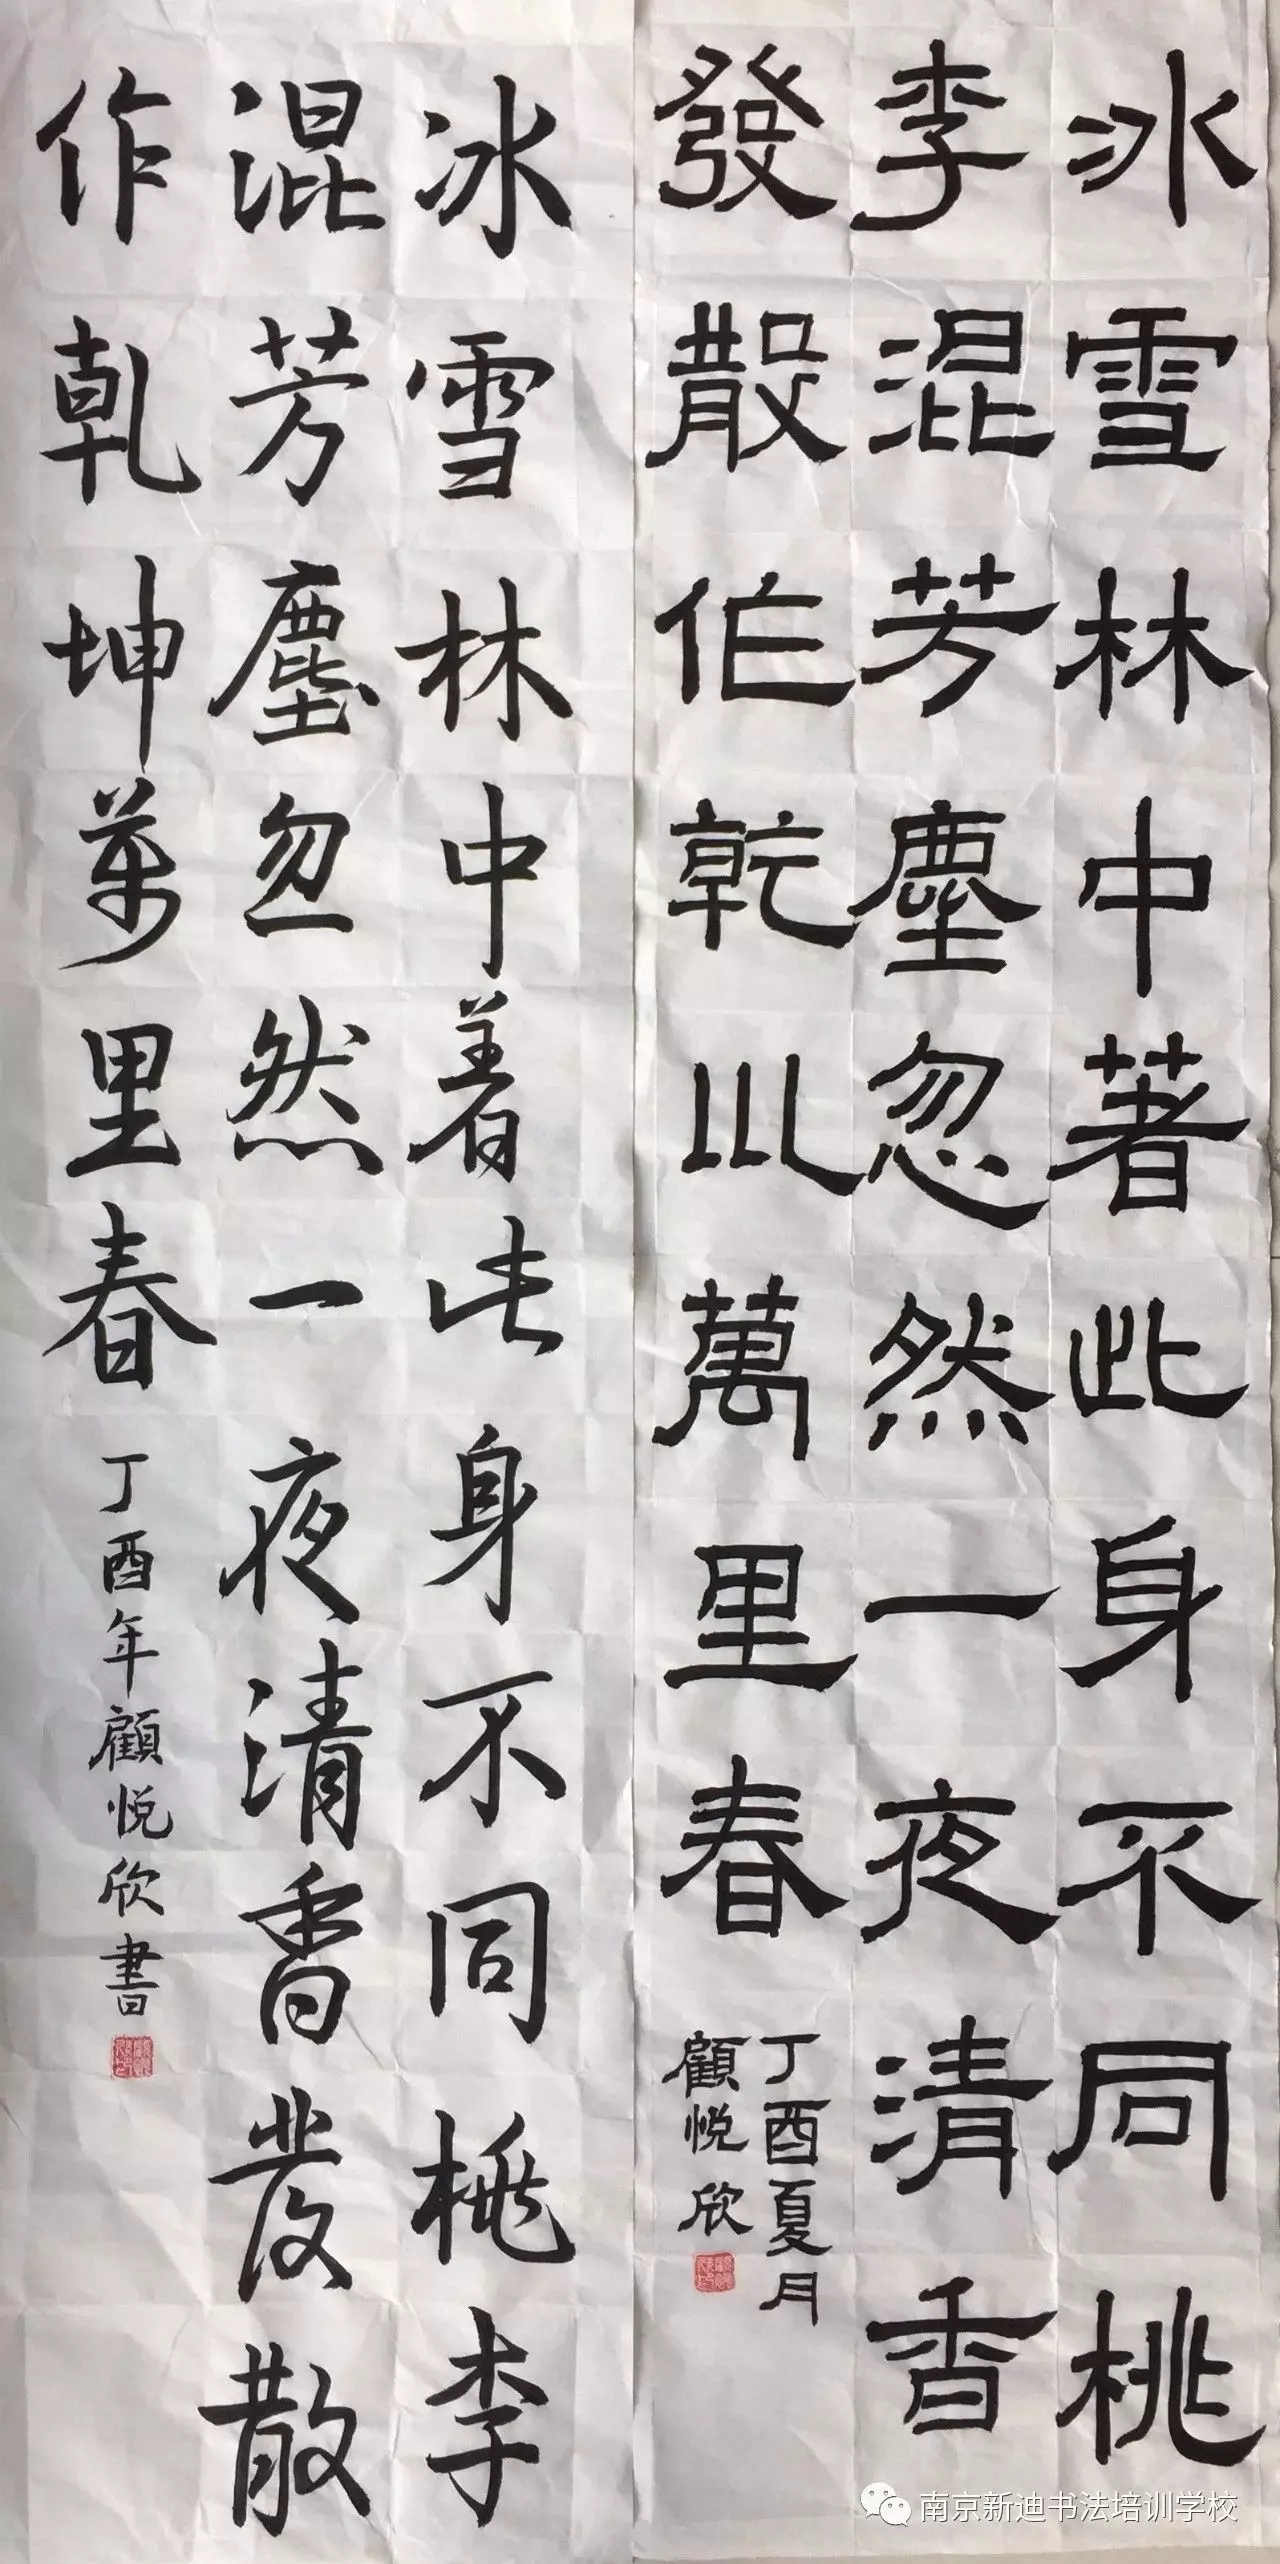 冰雪林中著此身不同桃
李混芳塵忽然一夜清香
發散作乾坤萬里春
丁酉夏月
顧悅欣
冰雪林中着此身不同桃李
混芳塵忽然一夜清香發散
作乾坤萬里春
丁酉年顧悅欣書
南京新迪书法培训学校